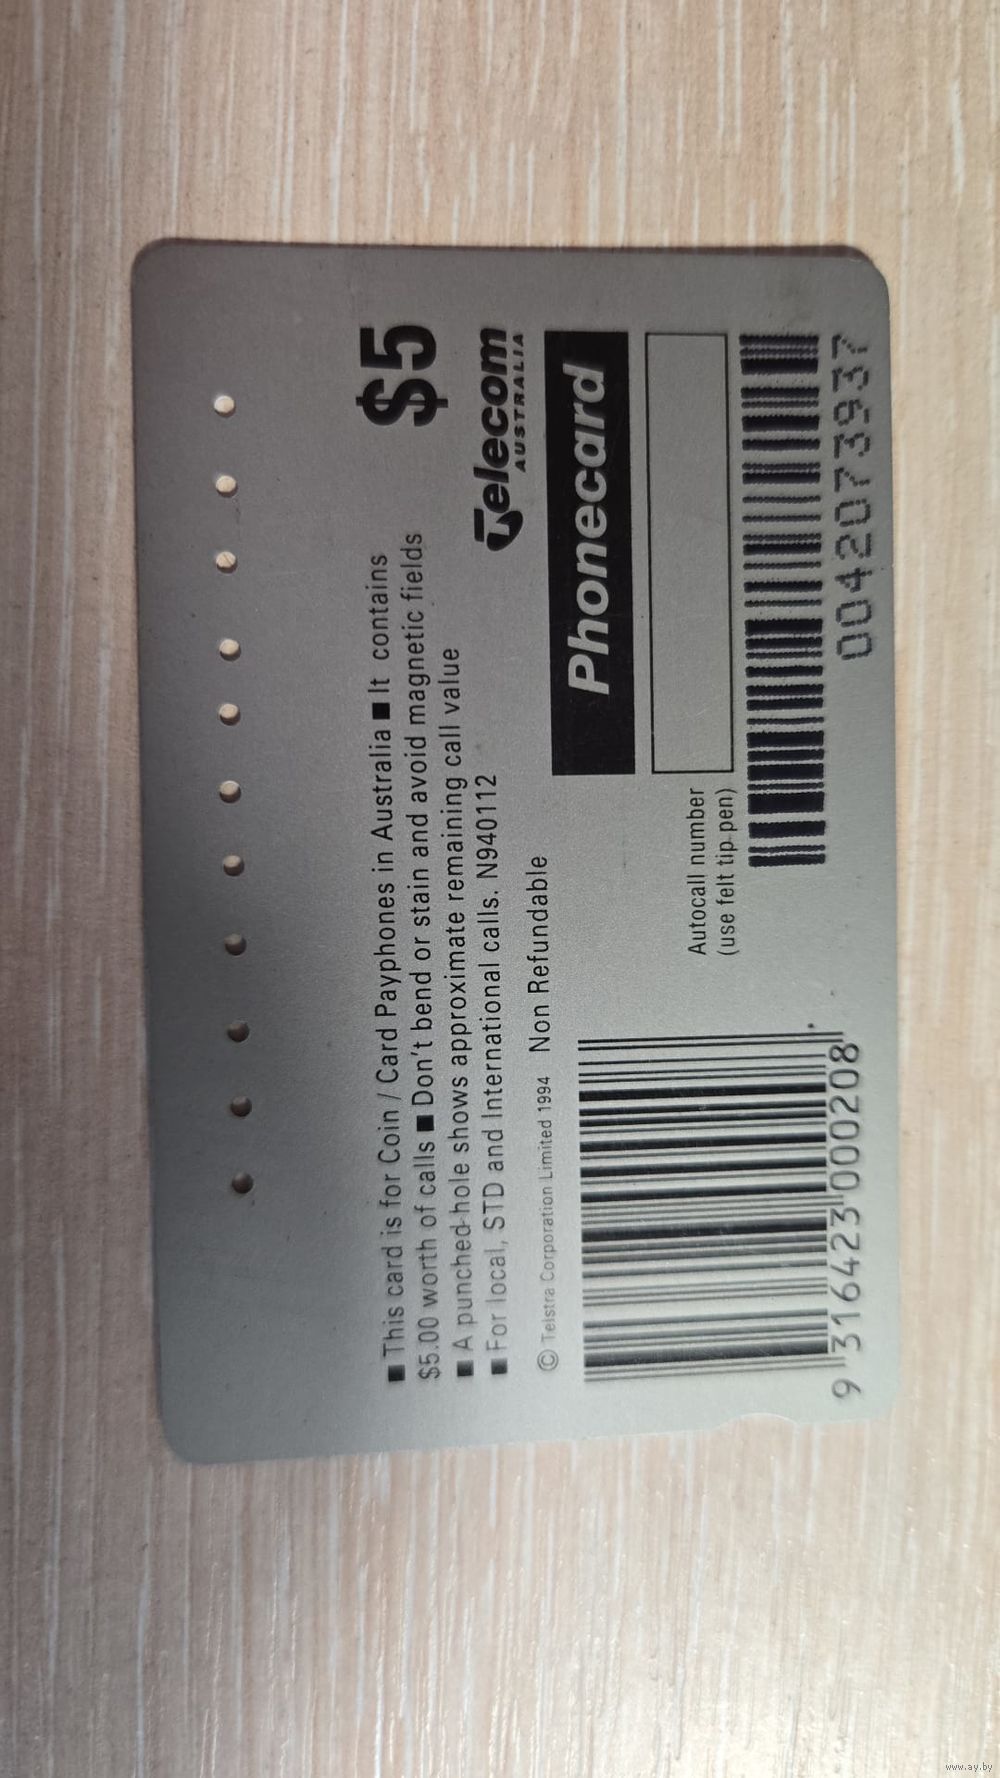 $5
■ This card is for Coin / Card Payphones in Australia ■ It contains
$5.00 worth of calls ■ Don't bend or stain and avoid magnetic fields
■ A punched-hole shows approximate remaining call value
■ For local, STD and International calls. N940112
Telecom
AUSTRALIA
© Telstra Corporation Limited 1994 Non Refundable
Phonecard
Autocall number
(use felt tip pen)
9 316423 000208
0042073937
www.ay.by